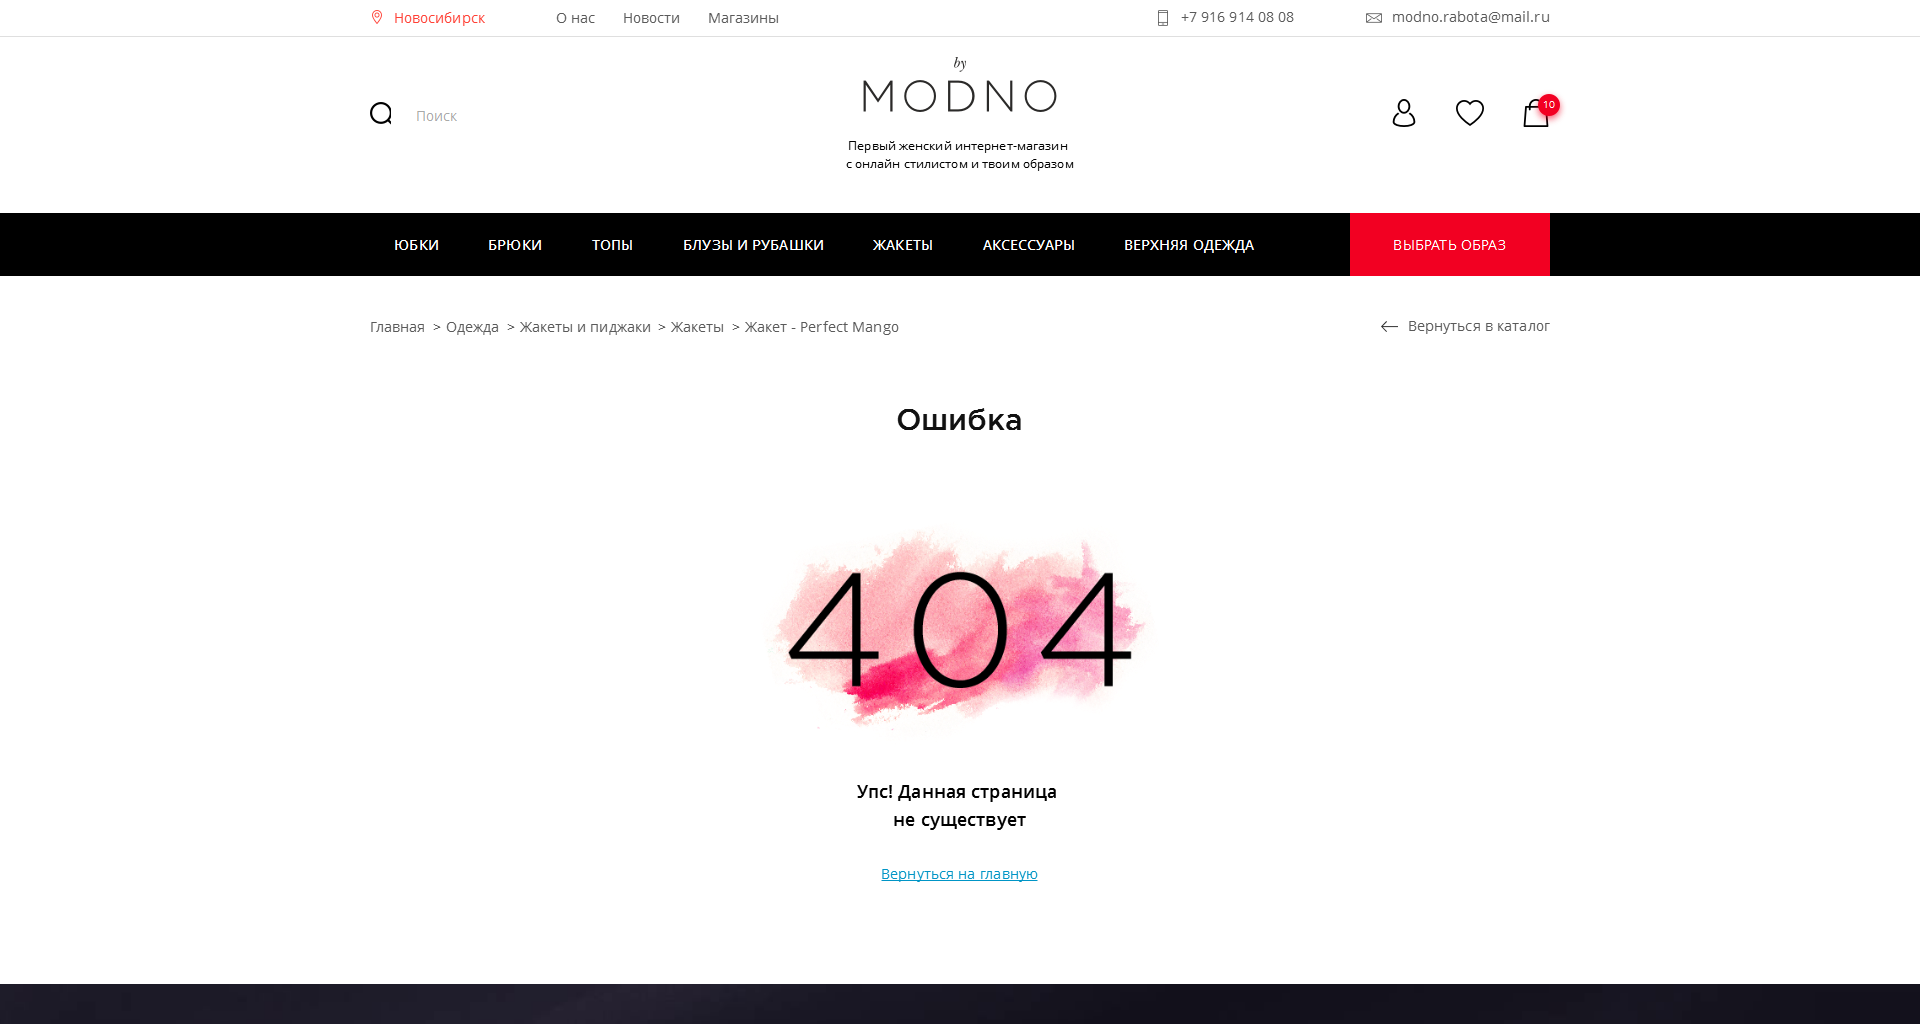 Новосибирск О нас Новости Магазины +7 916 914 08 08 modno.rabota@mail.ru
by
MODNO
Поиск
10
Первый женский интернет-магазин
с онлайн стилистом и твоим образом
ЮБКИ БРЮКИ ТОПЫ БЛУЗЫ И РУБАШКИ ЖАКЕТЫ АКСЕССУАРЫ ВЕРХНЯЯ ОДЕЖДА ВЫБРАТЬ ОБРАЗ
Главная > Одежда > Жакеты и пиджаки > Жакеты > Жакет - Perfect Mango Вернуться в каталог
Ошибка
404
Упс! Данная страница
не существует
Вернуться на главную